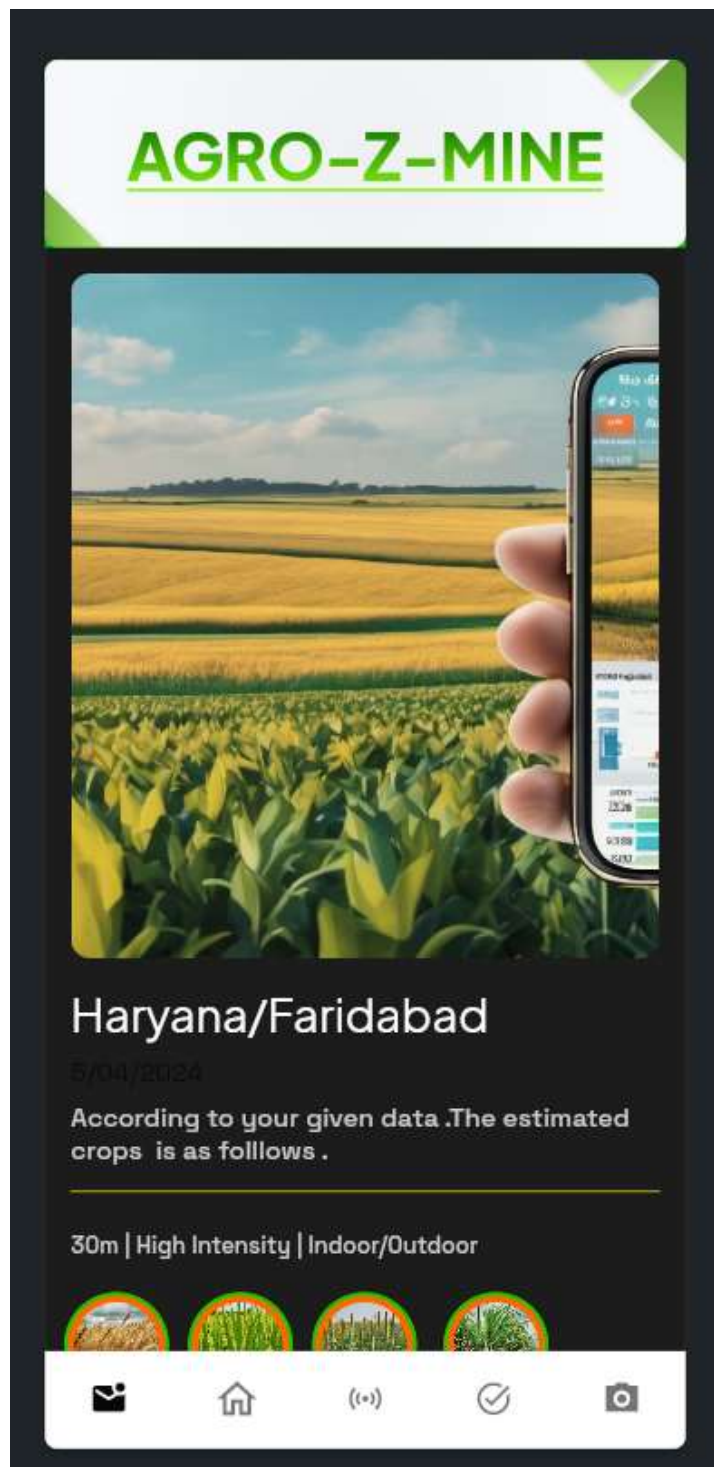 AGRO-Z-MINE
Haryana/Faridabad
5/04/2024
According to your given data .The estimated
crops  is as folllows .
30m | High Intensity | Indoor/Outdoor